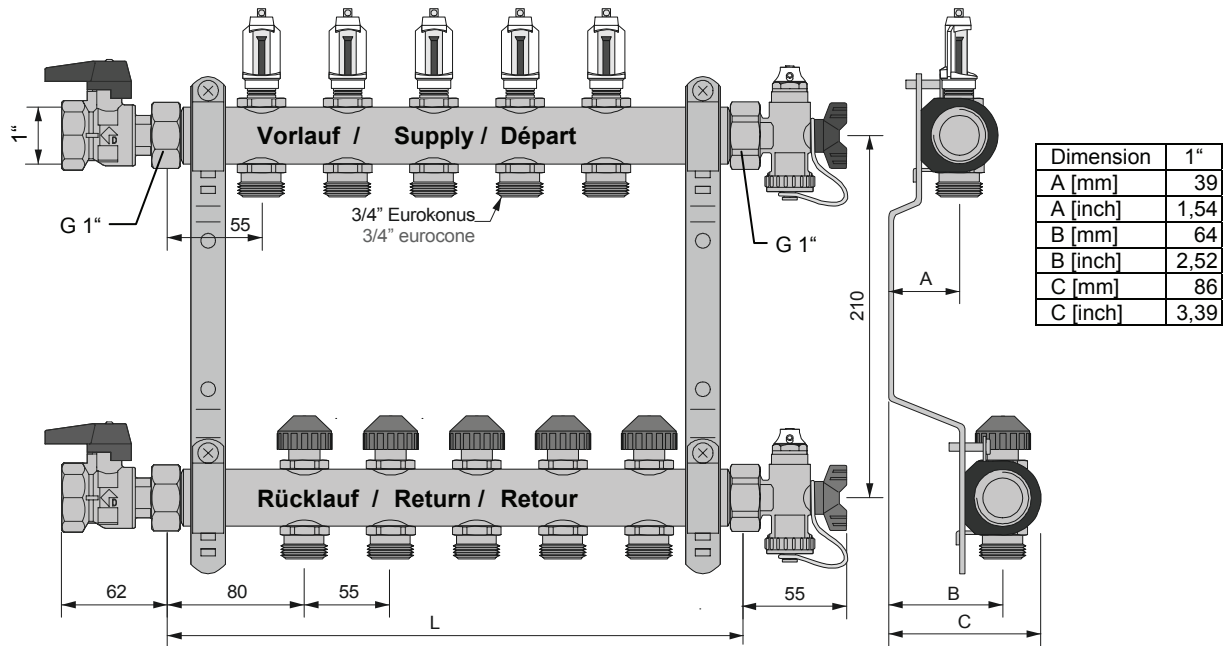 Vorlauf / Supply / Départ
1“
G 1“
55
3/4” Eurokonus
3/4” eurocone
G 1“
210
Rücklauf / Return / Retour
62
80
55
L
55
A
B
C
Dimension 1“
A [mm] 39
A [inch] 1,54
B [mm] 64
B [inch] 2,52
C [mm] 86
C [inch] 3,39